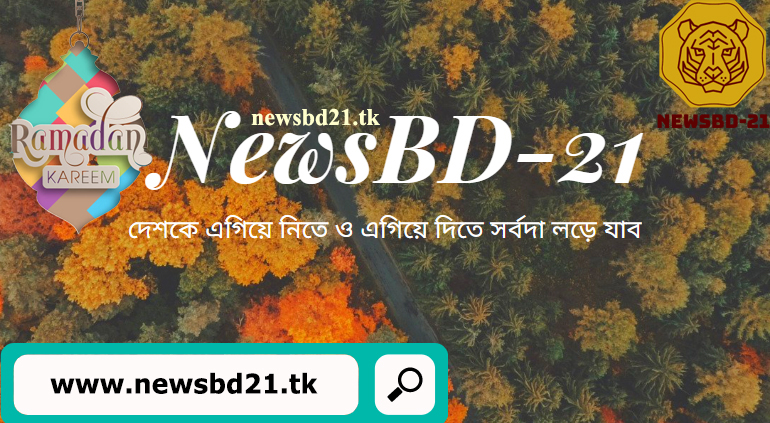 newsbd21.tk
NewsBD-21
NEWSBD-21
Ramadan
KAREEM
দেশকে এগিয়ে নিতে ও এগিয়ে দিতে সর্বদা লড়ে যাব
www.newsbd21.tk